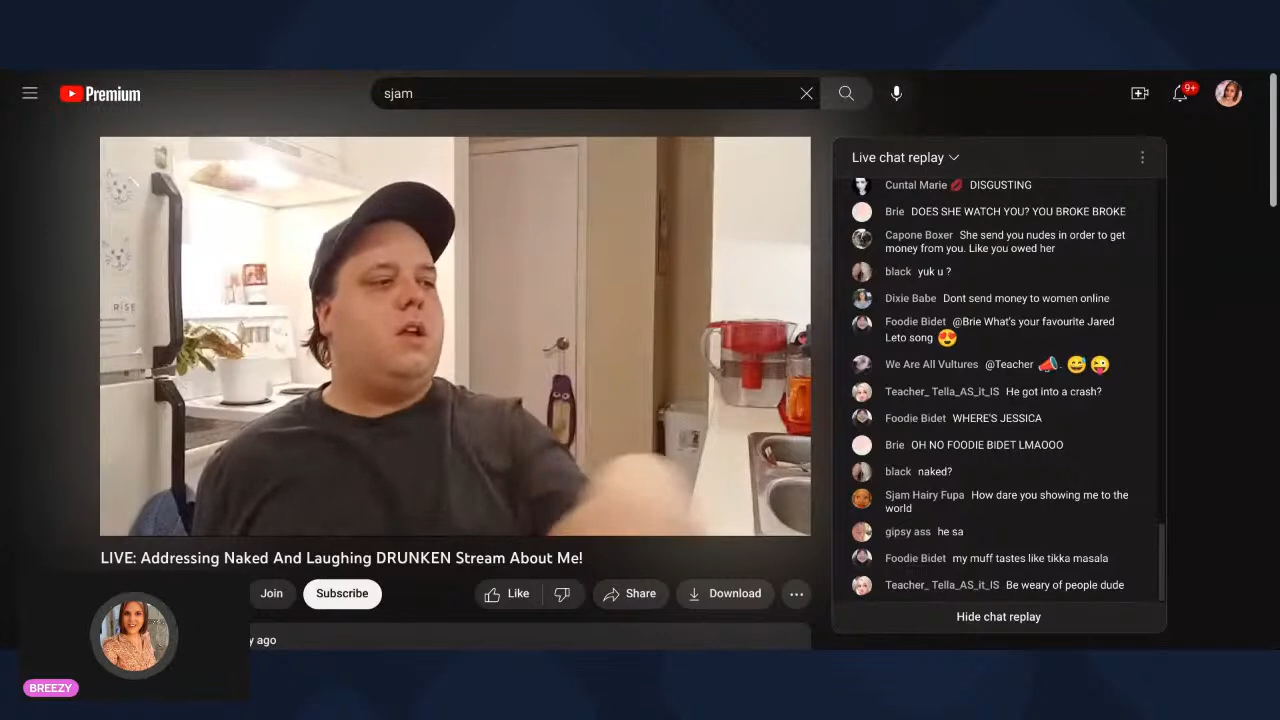 Premium
sjam
9+
RISE
Live chat replay
Cuntal Marie 💋 DISGUSTING
Brie DOES SHE WATCH YOU? YOU BROKE BROKE
Capone Boxer She send you nudes in order to get
money from you. Like you owed her
black yuk u ?
Dixie Babe Dont send money to women online
Foodie Bidet @Brie What's your favourite Jared
Leto song 😍
We Are All Vultures @Teacher 📣. 😅 😜
Teacher_ Tella_AS_it_IS He got into a crash?
Foodie Bidet WHERE'S JESSICA
Brie OH NO FOODIE BIDET LMAOOO
black naked?
Sjam Hairy Fupa How dare you showing me to the
world
gipsy ass he sa
Foodie Bidet my muff tastes like tikka masala
Teacher_ Tella_AS_it_IS Be weary of people dude
Hide chat replay
LIVE: Addressing Naked And Laughing DRUNKEN Stream About Me!
Join
Subscribe
Like
Share
Download
y ago
BREEZY